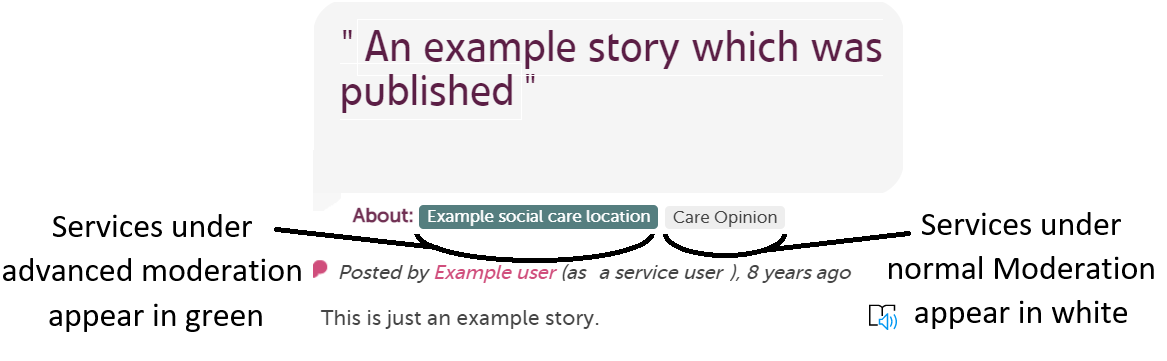 " An example story which was
published "
About: Example social care location Care Opinion
Services under
advanced moderation
appear in green
Services under
normal Moderation
appear in white
Posted by Example user (as a service user ), 8 years ago
This is just an example story.